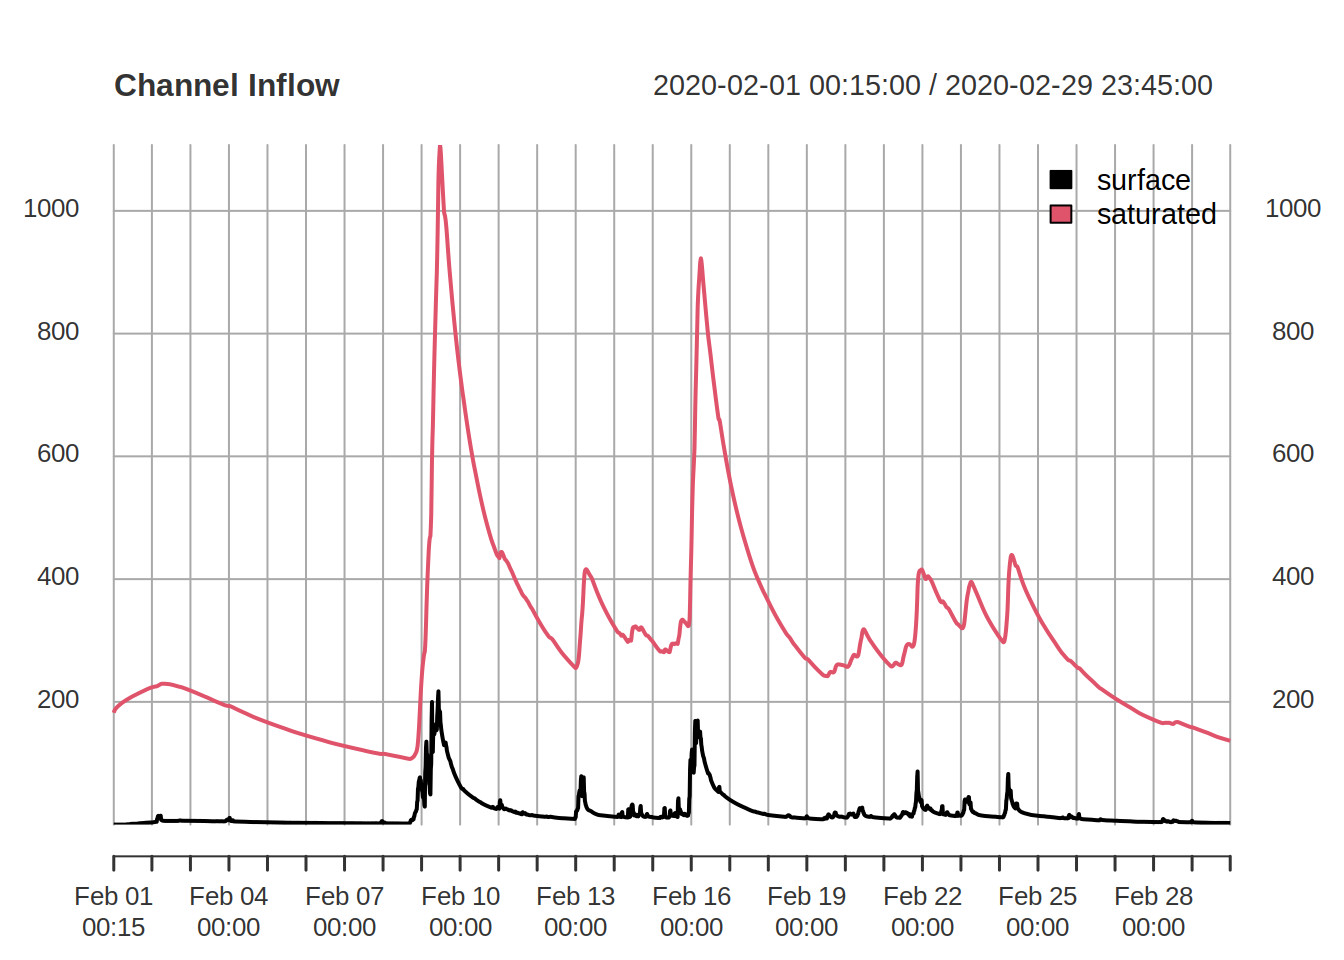 Channel Inflow 2020-02-01 00:15:00 / 2020-02-29 23:45:00
surface
1000 saturated 1000
800 800
600 600
400 400
200 200
Feb 01 Feb 04 Feb 07 Feb 10 Feb 13 Feb 16 Feb 19 Feb 22 Feb 25 Feb 28
00:15 00:00 00:00 00:00 00:00 00:00 00:00 00:00 00:00 00:00